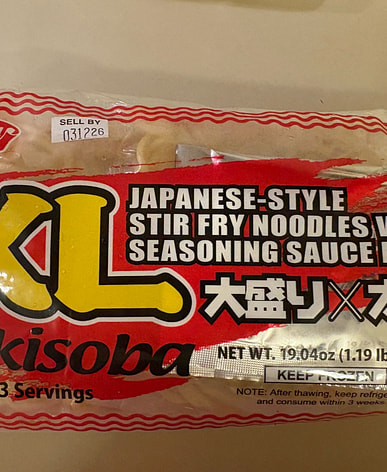 SELL BY
031226
XL
JAPANESE-STYLE
STIR FRY NOODLES
SEASONING SAUCE
大盛り×
kisoba
NET WT. 19.04oz (1.19 lb
KEEP FROZEN
3 Servings
NOTE: After thawing, keep refrige
and consume within 3 weeks.